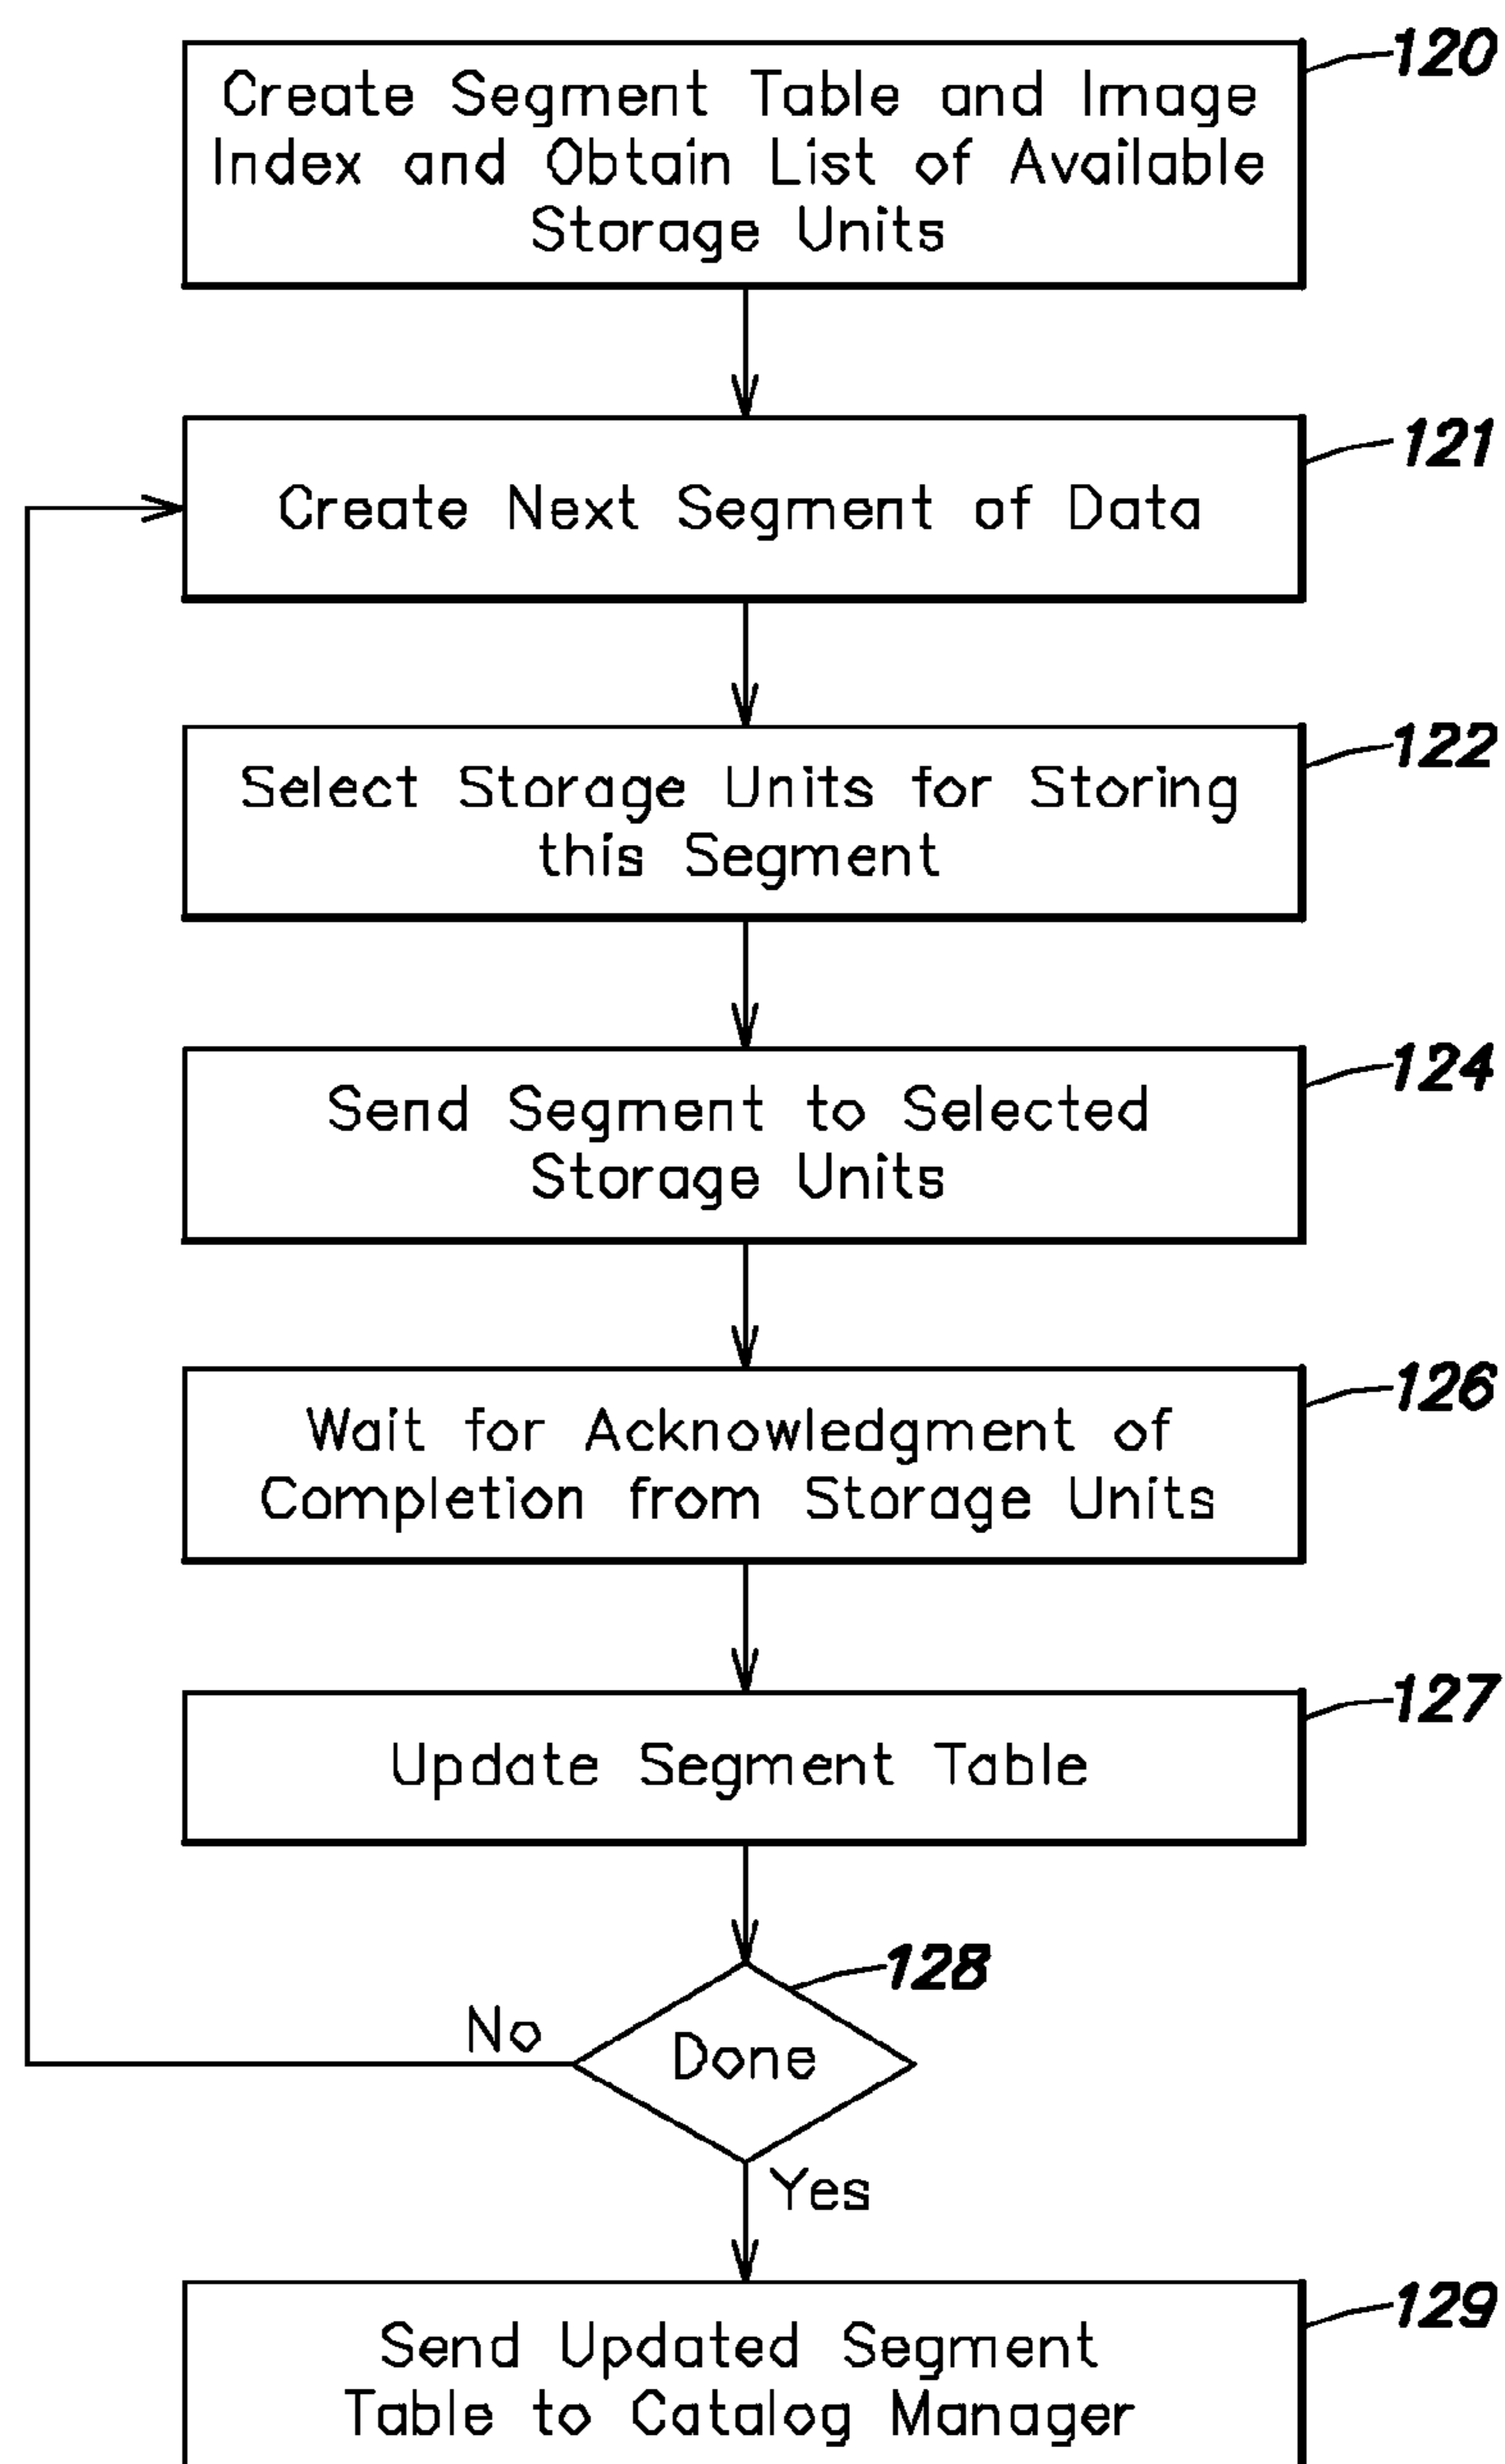 120
Create Segment Table and Image
Index and Obtain List of Available
Storage Units
121
Create Next Segment of Data
122
Select Storage Units for Storing
this Segment
124
Send Segment to Selected
Storage Units
126
Wait for Acknowledgment of
Completion from Storage Units
127
Update Segment Table
128
No
Done
Yes
129
Send Updated Segment
Table to Catalog Manager